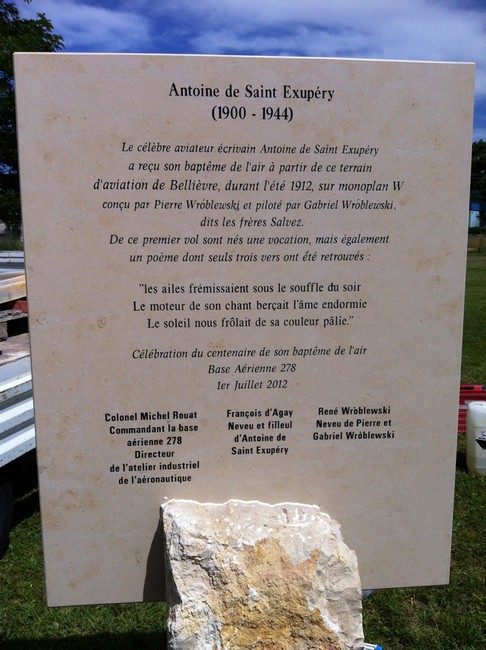 Antoine de Saint Exupéry
(1900 - 1944)
Le célèbre aviateur écrivain Antoine de Saint Exupéry
a reçu son baptême de l'air à partir de ce terrain
d'aviation de Bellièvre, durant l'été 1912, sur monoplan W
conçu par Pierre Wròblewski et piloté par Gabriel Wròblewski,
dits les frères Salvez.
De ce premier vol sont nés une vocation, mais également
un poème dont seuls trois vers ont été retrouvés :
"les ailes frémissaient sous le souffle du soir
Le moteur de son chant berçait l'âme endormie
Le soleil nous frôlait de sa couleur pâlie."
Célébration du centenaire de son baptême de l'air
Base Aérienne 278
1er Juillet 2012
Colonel Michel Rouat
Commandant la base
aérienne 278
Directeur
de l'atelier industriel
de l'aéronautique
François d'Agay
Neveu et filleul
d'Antoine de
Saint Exupéry
René Wròblewski
Neveu de Pierre et
Gabriel Wròblewski